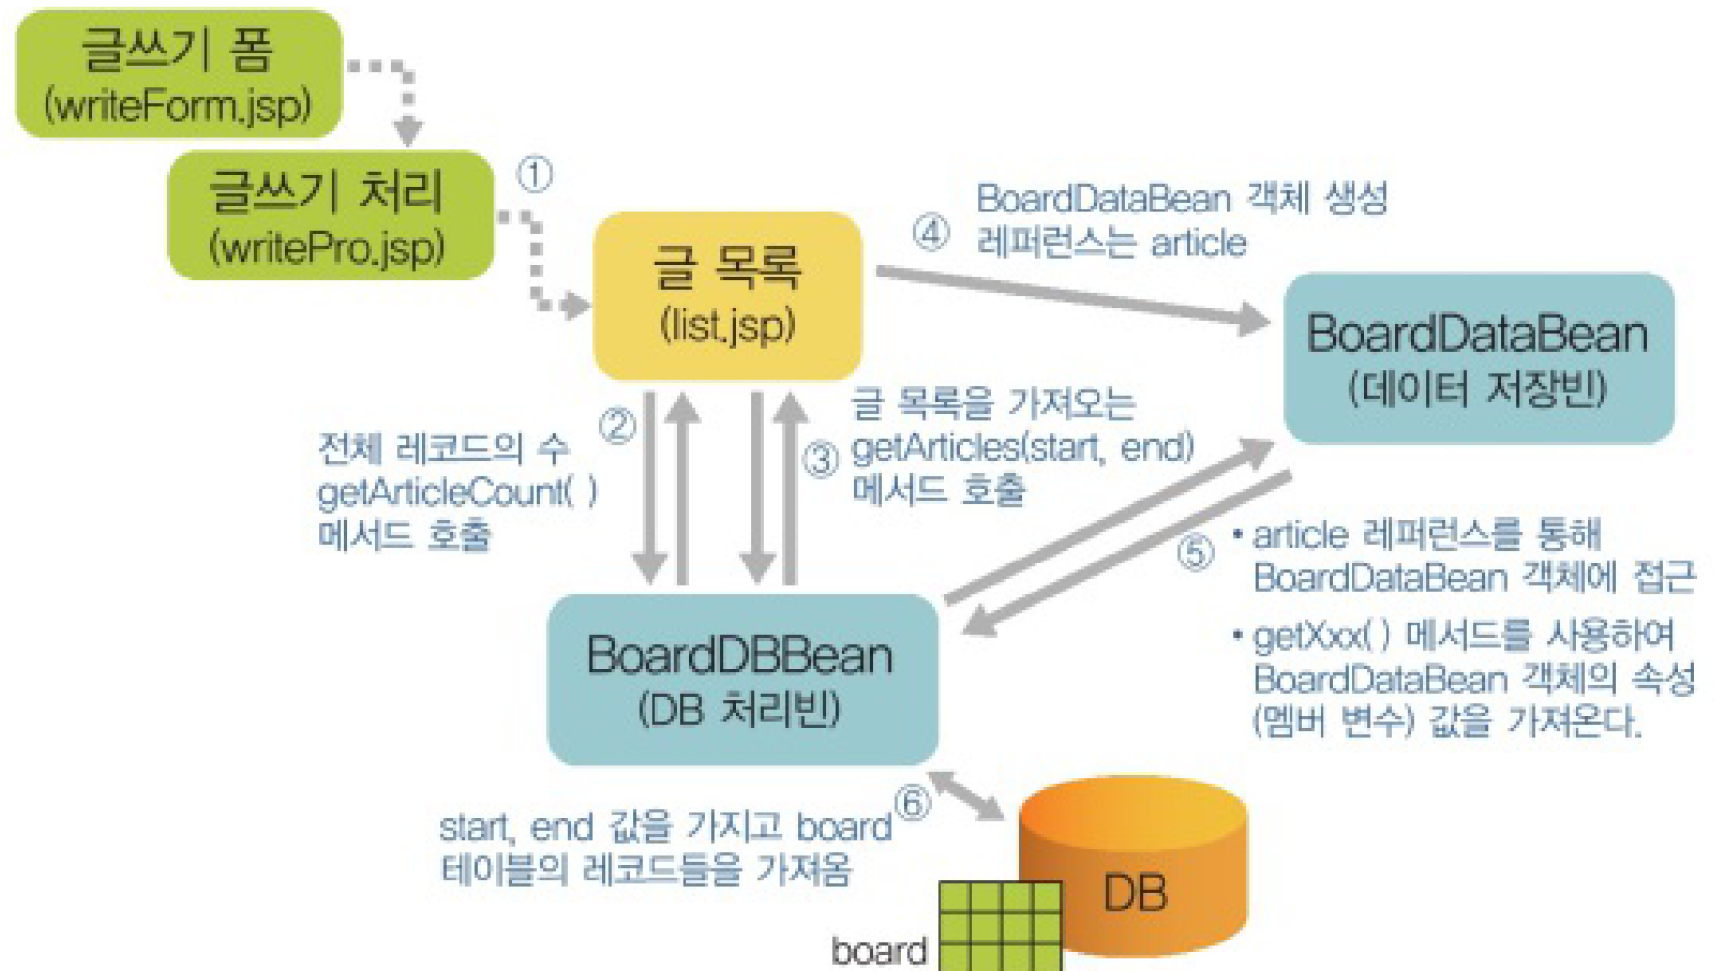 글쓰기 폼
(writeForm.jsp)
글쓰기 처리
(writePro.jsp)
①
글 목록
(list.jsp)
④
BoardDataBean 객체 생성
레퍼런스는 article
BoardDataBean
(데이터 저장빈)
②
전체 레코드의 수
getArticleCount( )
메서드 호출
③
글 목록을 가져오는
getArticles(start, end)
메서드 호출
⑤
• article 레퍼런스를 통해
BoardDataBean 객체에 접근
• getXxx( ) 메서드를 사용하여
BoardDataBean 객체의 속성
(멤버 변수) 값을 가져온다.
BoardDBBean
(DB 처리빈)
⑥
start, end 값을 가지고 board
테이블의 레코드들을 가져옴
DB
board